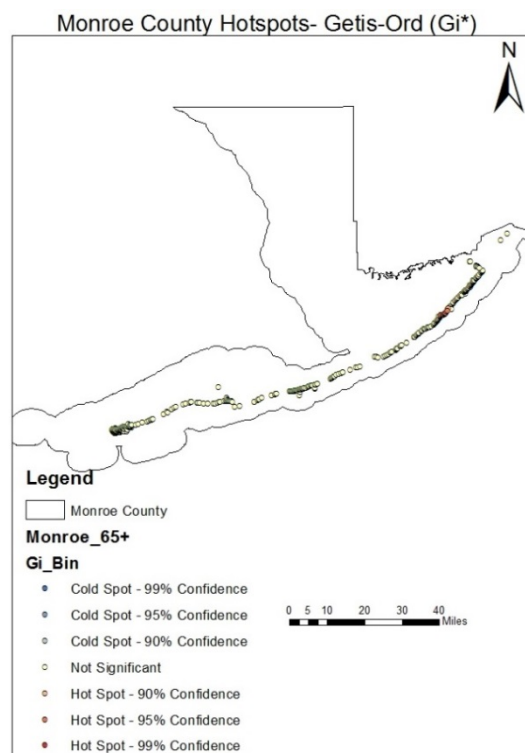 Monroe County Hotspots- Getis-Ord (Gi*)
N
Legend
Monroe County
Monroe_65+
Gi_Bin
Cold Spot - 99% Confidence
Cold Spot - 95% Confidence
Cold Spot - 90% Confidence
Not Significant
Hot Spot - 90% Confidence
Hot Spot - 95% Confidence
Hot Spot - 99% Confidence
0 5 10 20 30 40
Miles